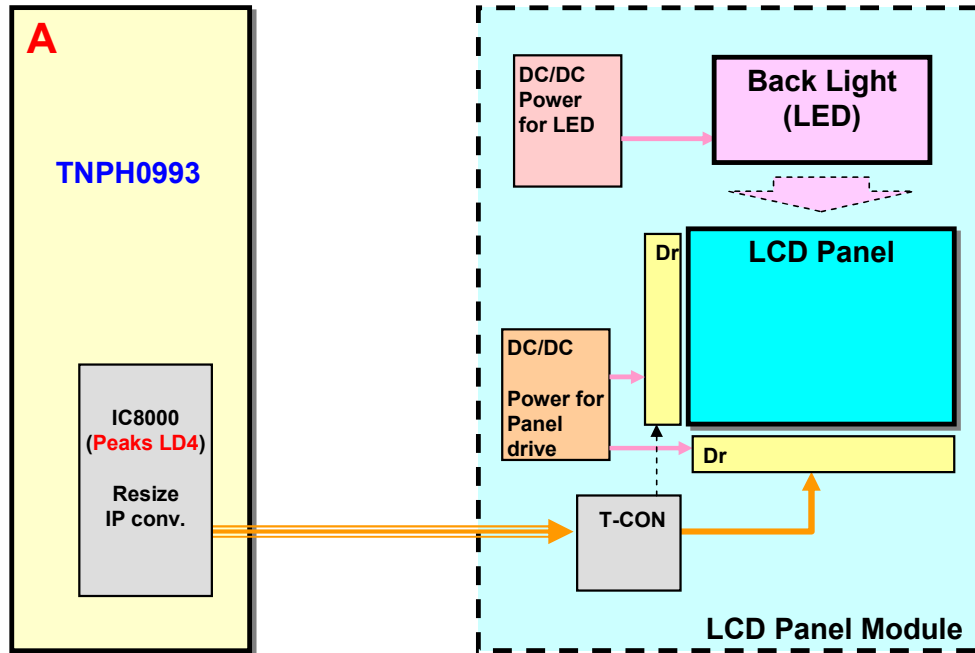 A
TNPH0993
IC8000
(Peaks LD4)
Resize
IP conv.
DC/DC
Power
for LED
Back Light
(LED)
Dr
LCD Panel
DC/DC
Power for
Panel
drive
Dr
T-CON
LCD Panel Module